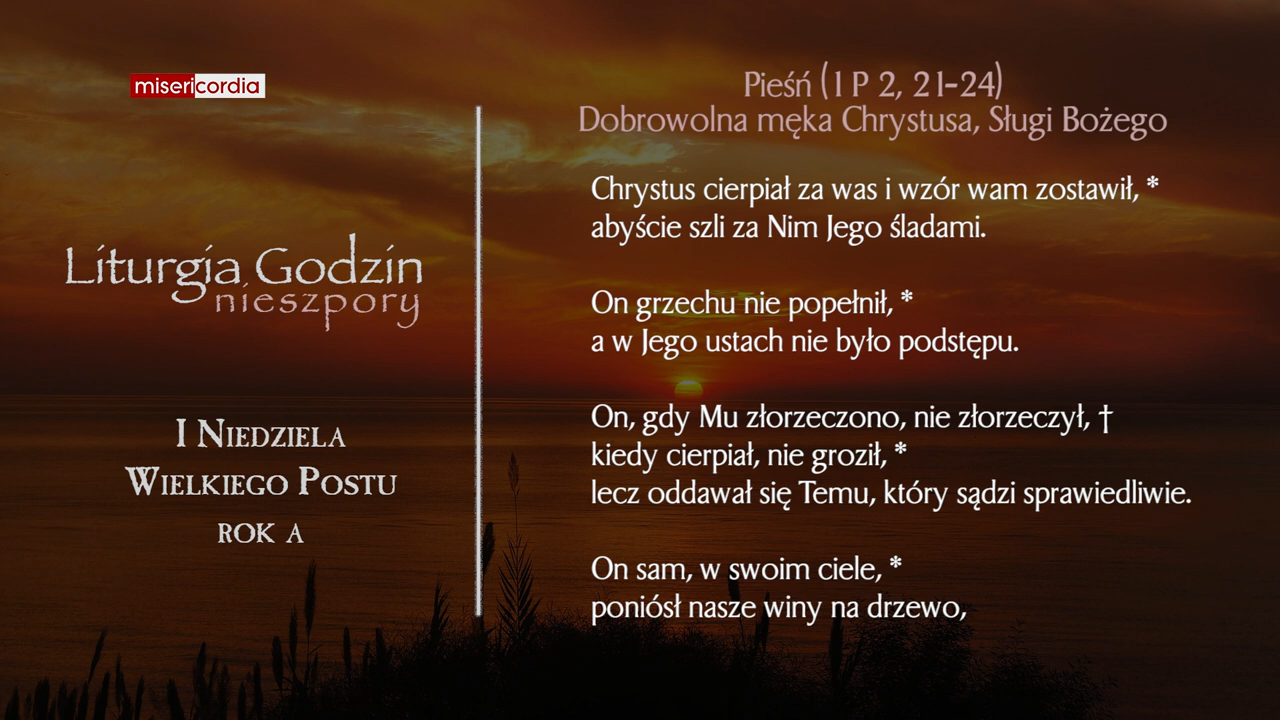 misericordia
Liturgia Godzin
nieszpory
I Niedziela
Wielkiego Postu
rok A
Pieśń (1 P 2, 21-24)
Dobrowolna męka Chrystusa, Sługi Bożego
Chrystus cierpiał za was i wzór wam zostawił, *
abyście szli za Nim Jego śladami.
On grzechu nie popełnił, *
a w Jego ustach nie było podstępu.
On, gdy Mu złorzeczono, nie złorzeczył, †
kiedy cierpiał, nie groził, *
lecz oddawał się Temu, który sądzi sprawiedliwie.
On sam, w swoim ciele, *
poniósł nasze winy na drzewo,